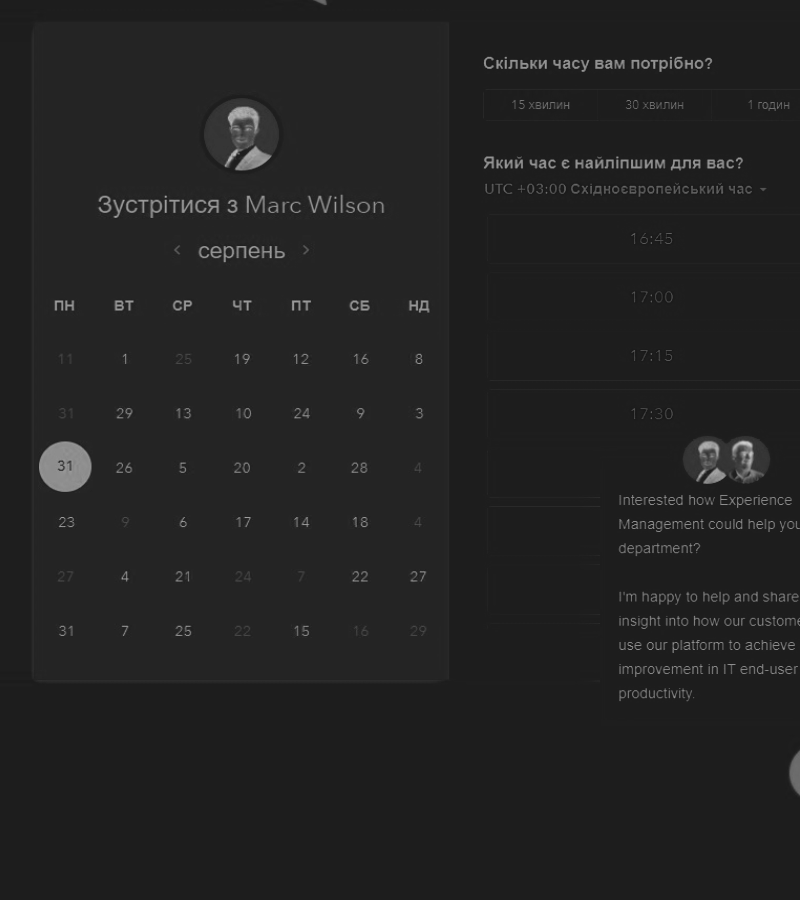 Зустрітися з Marc Wilson
серпень
ПН ВТ СР ЧТ ПТ СБ НД
11 1 25 19 12 16 8
31 29 13 10 24 9 3
31 26 5 20 2 28 4
23 9 6 17 14 18 4
27 4 21 24 7 22 27
31 7 25 22 15 16 29
Скільки часу вам потрібно?
15 хвилин 30 хвилин 1 годин
Який час є найліпшим для вас?
UTC +03:00 Східноєвропейський час
16:45
17:00
17:15
17:30
Interested how Experience
Management could help you
department?
I'm happy to help and share
insight into how our custome
use our platform to achieve
improvement in IT end-user
productivity.